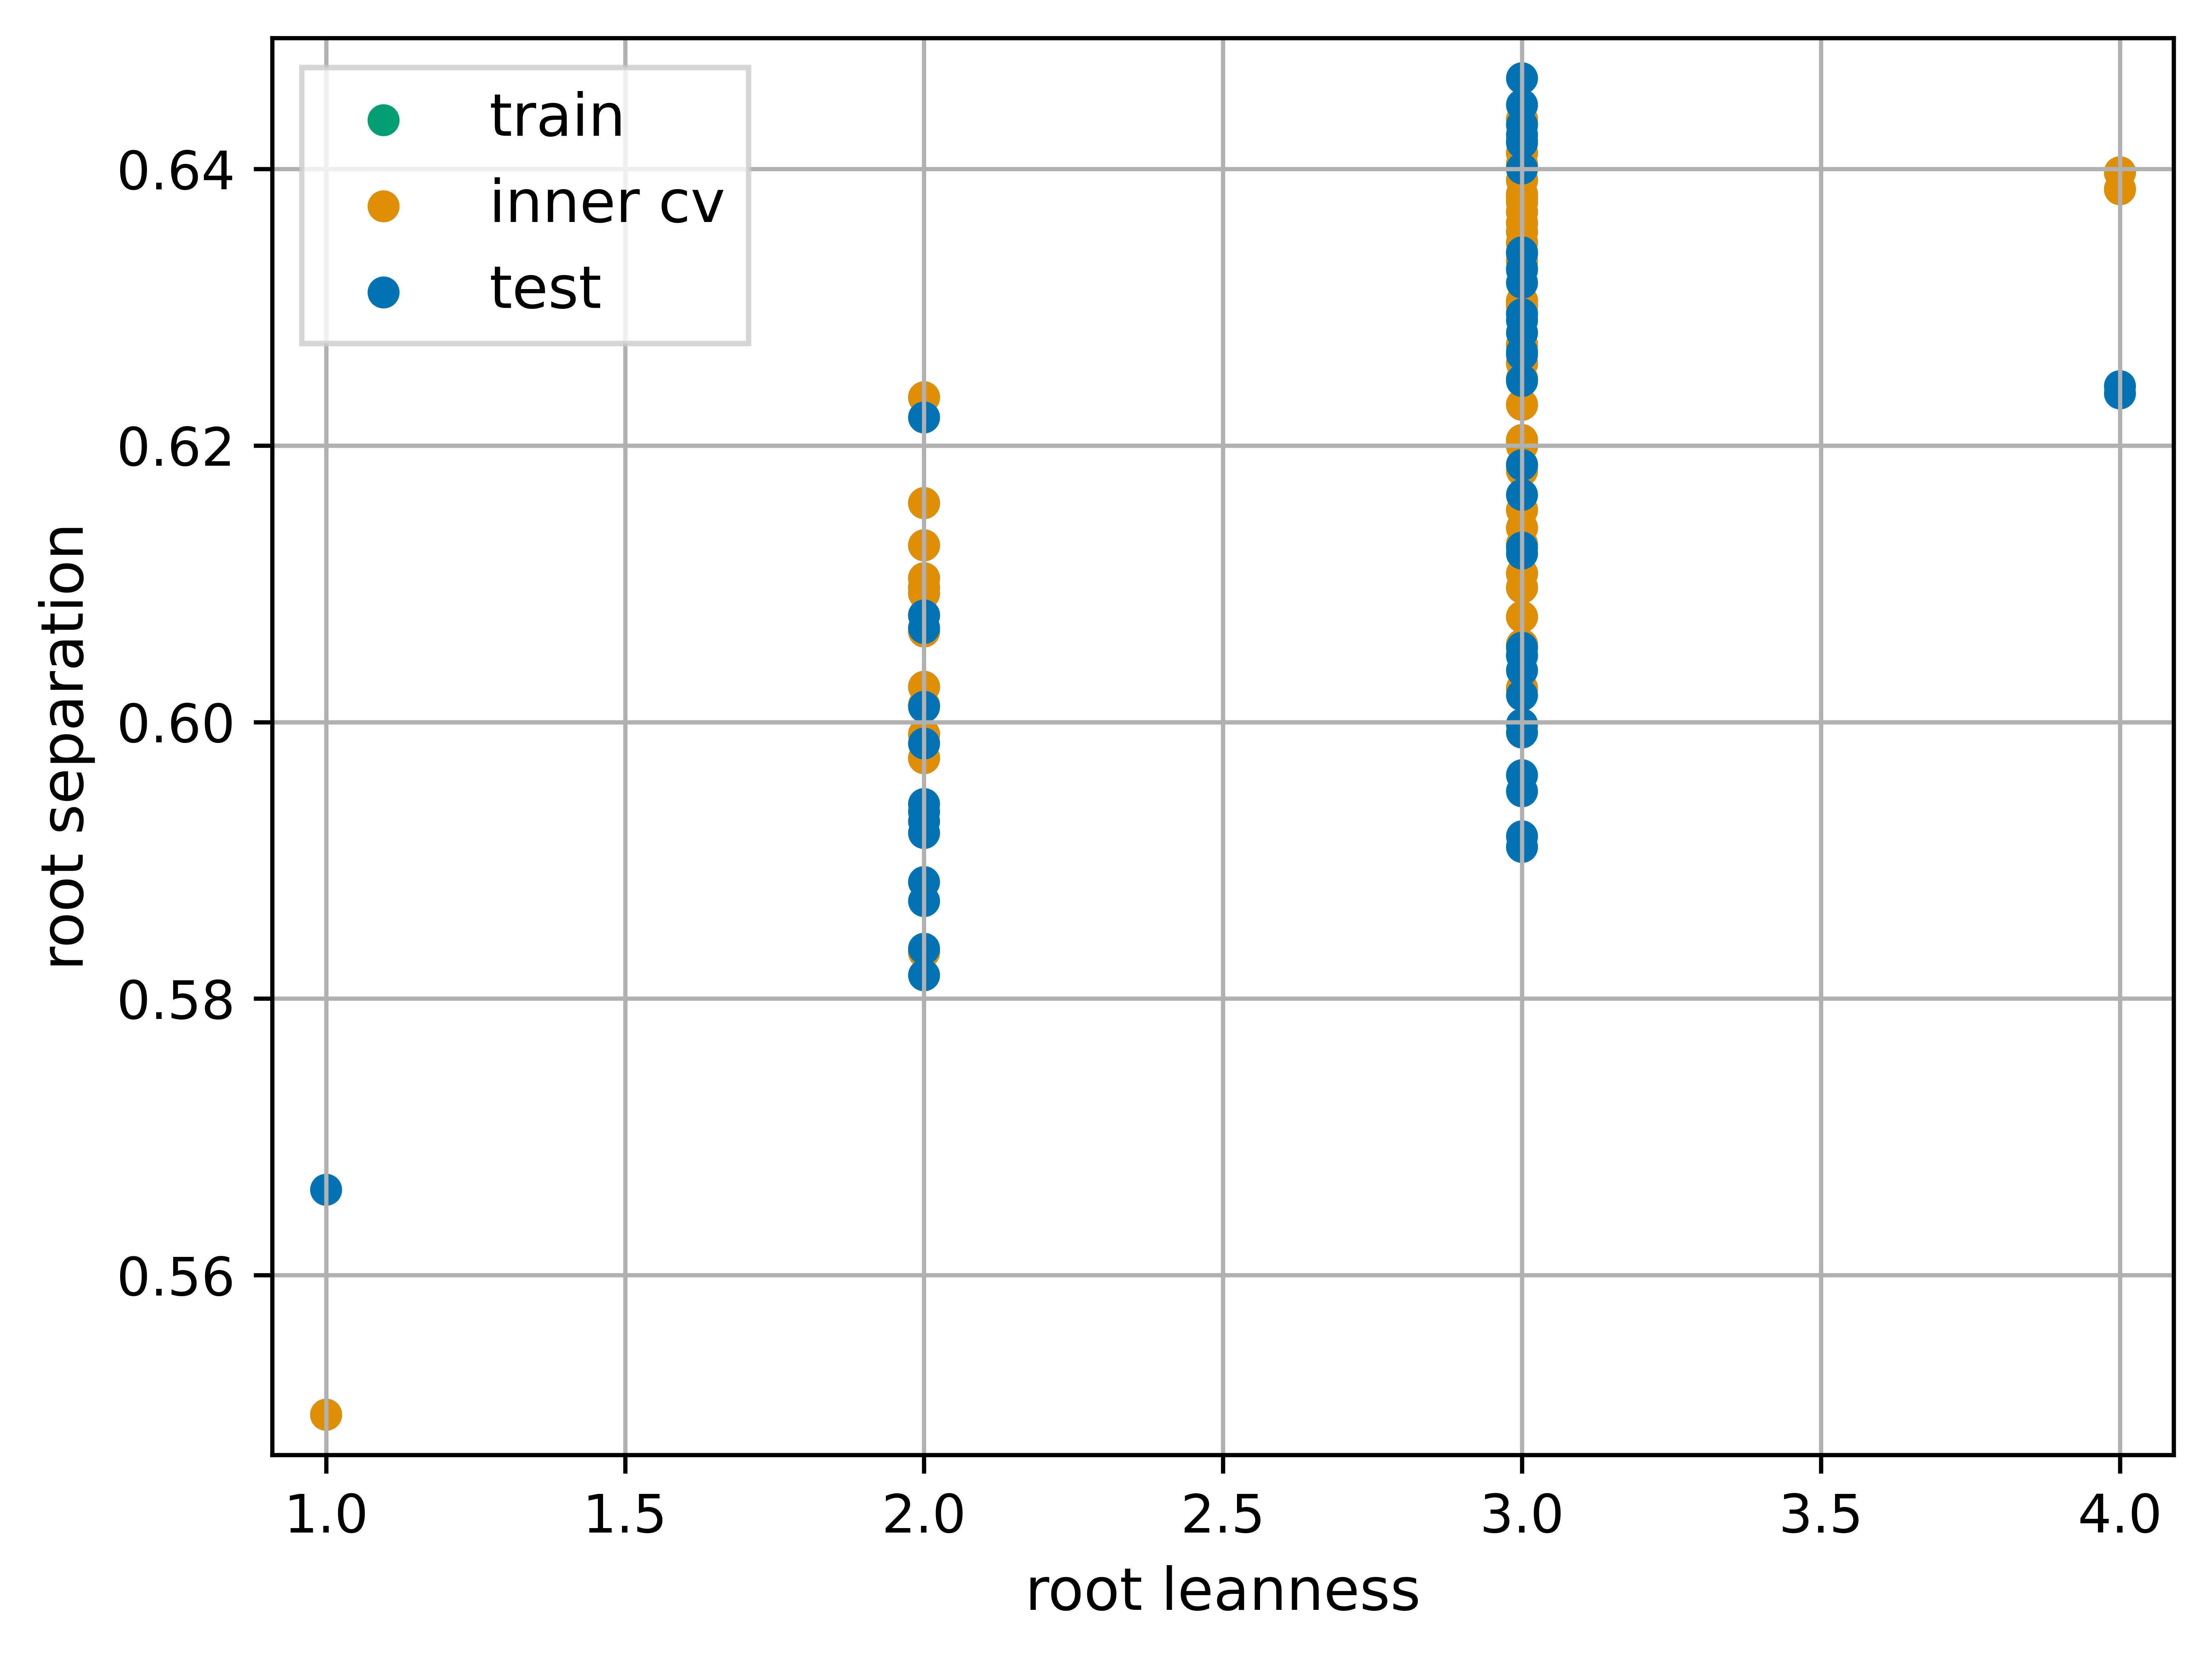 train
inner cv
test
0.64
0.62
0.60
0.58
0.56
root separation
1.0 1.5 2.0 2.5 3.0 3.5 4.0
root leanness